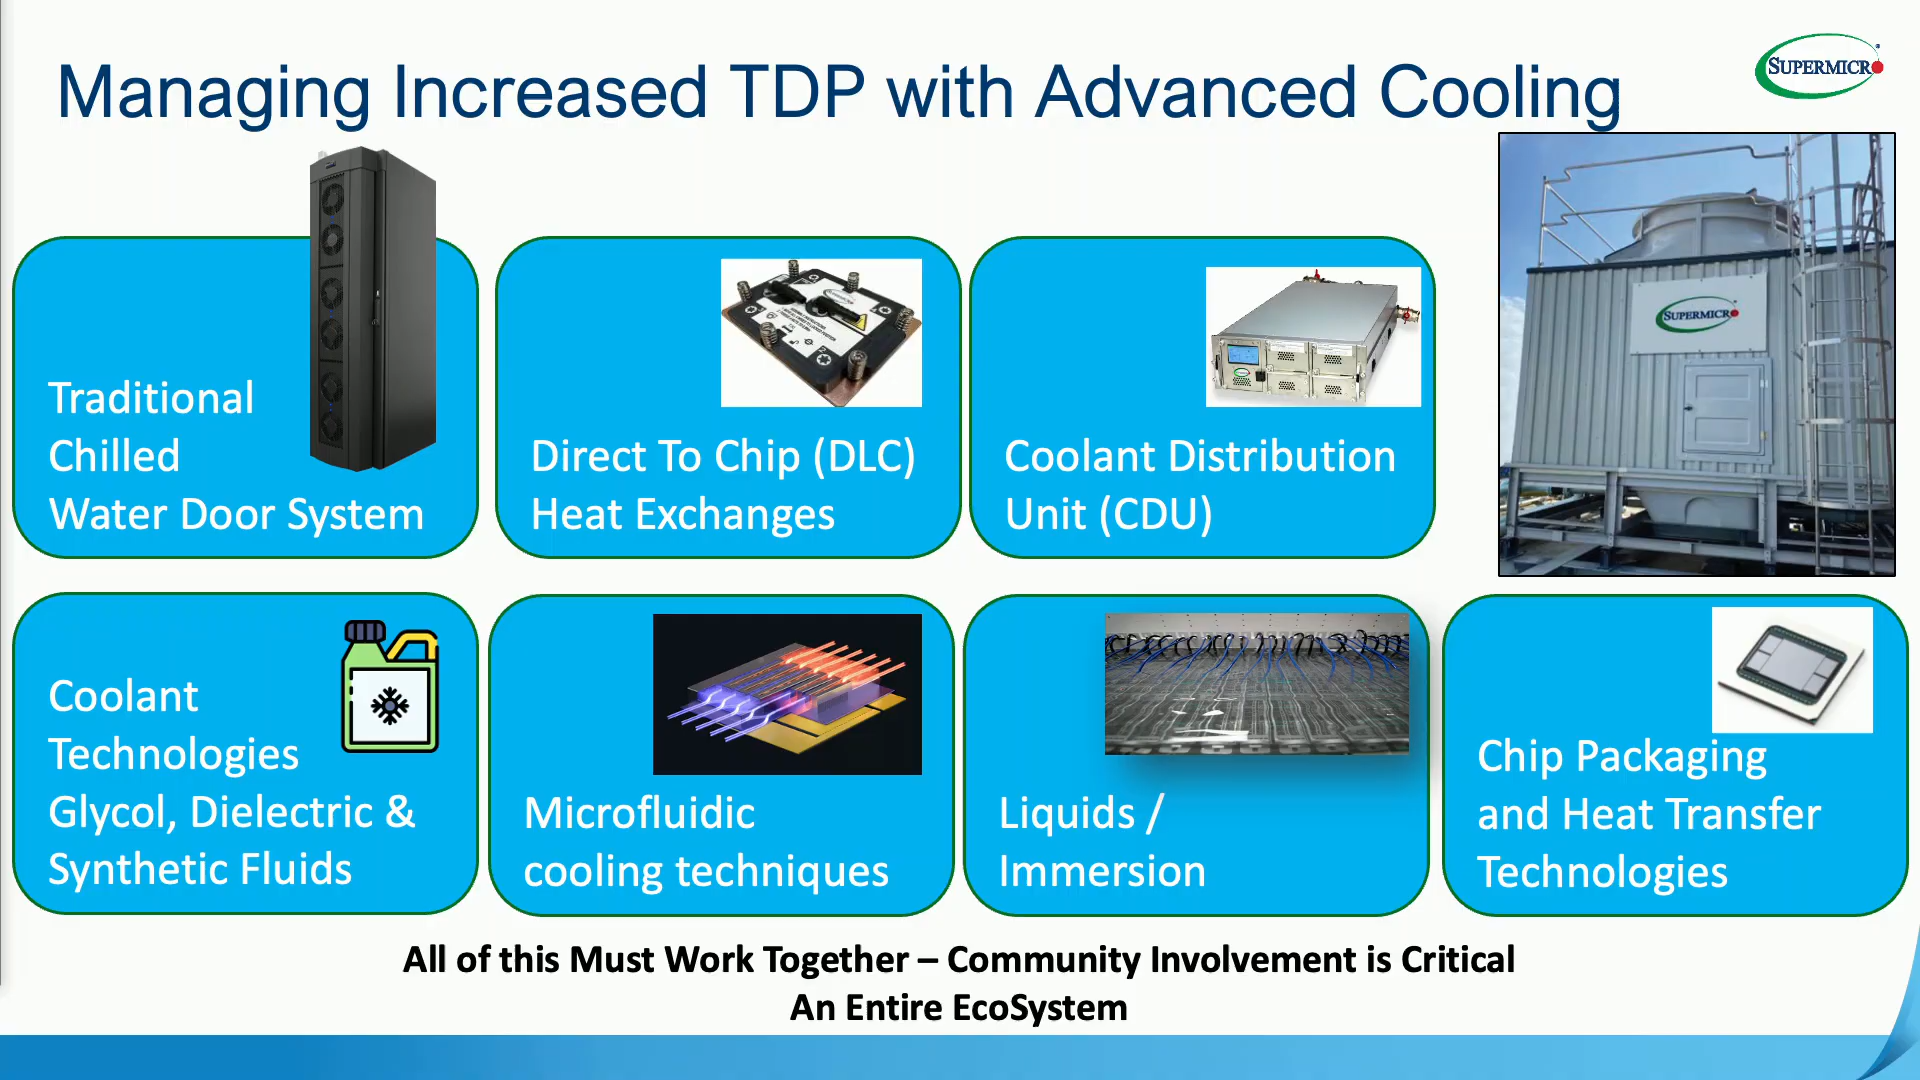 Managing Increased TDP with Advanced Cooling
SUPERMICRO
SUPERMICRO
Traditional
Chilled
Water Door System
Direct To Chip (DLC)
Heat Exchanges
Coolant Distribution
Unit (CDU)
Coolant
Technologies
Glycol, Dielectric &
Synthetic Fluids
Microfluidic
cooling techniques
Liquids /
Immersion
Chip Packaging
and Heat Transfer
Technologies
All of this Must Work Together – Community Involvement is Critical
An Entire EcoSystem